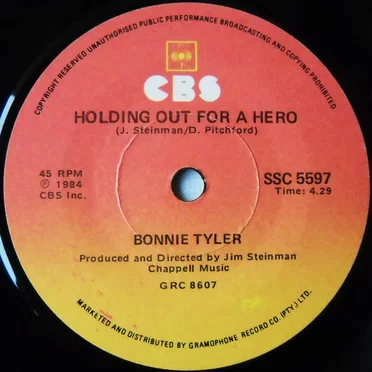 COPYRIGHT RESERVED UNAUTHORISED PUBLIC PERFORMANCE BROADCASTING AND COPYING PROHIBITED
CBS
HOLDING OUT FOR A HERO
(J. Steinman/D. Pitchford)
45 RPM
℗ 1984
CBS Inc.
SSC 5597
Time: 4.29
BONNIE TYLER
Produced and Directed by Jim Steinman
Chappell Music
GRC 8607
MARKETED AND DISTRIBUTED BY GRAMOPHONE RECORD CO. (PTY.) LTD.